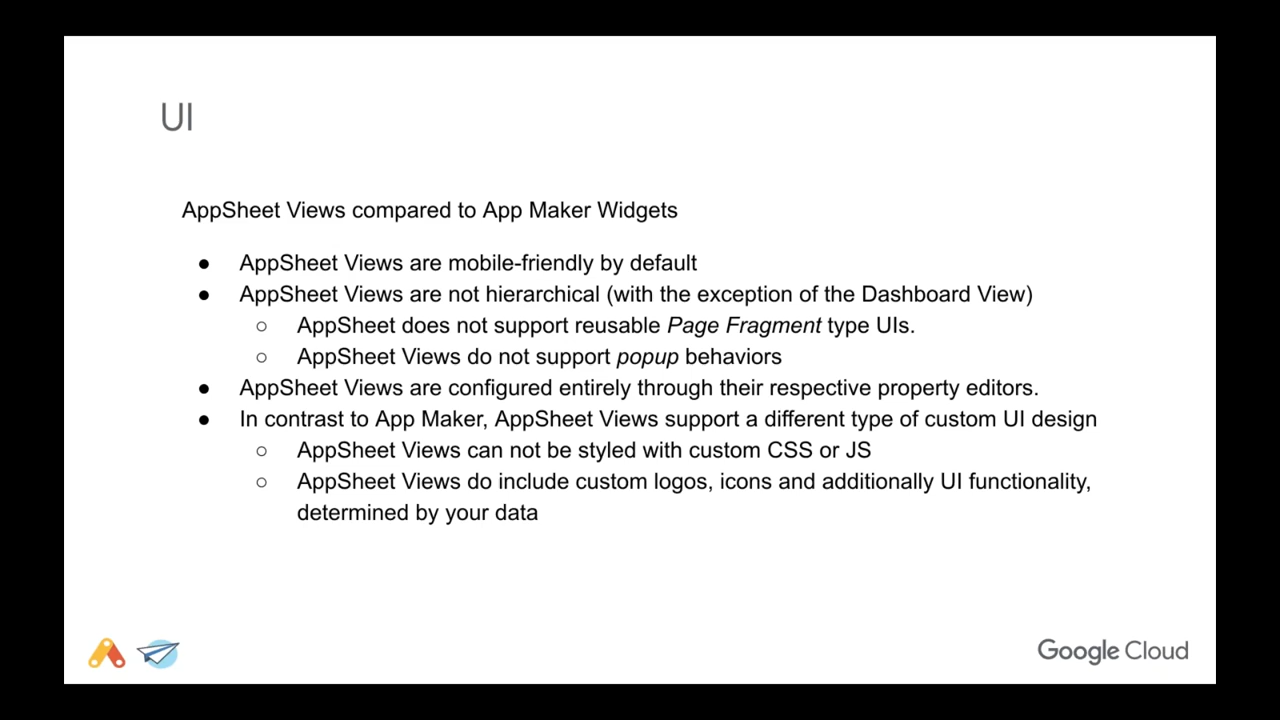 UI
AppSheet Views compared to App Maker Widgets
● AppSheet Views are mobile-friendly by default
● AppSheet Views are not hierarchical (with the exception of the Dashboard View)
○ AppSheet does not support reusable Page Fragment type UIs.
○ AppSheet Views do not support popup behaviors
● AppSheet Views are configured entirely through their respective property editors.
● In contrast to App Maker, AppSheet Views support a different type of custom UI design
○ AppSheet Views can not be styled with custom CSS or JS
○ AppSheet Views do include custom logos, icons and additionally UI functionality,
determined by your data
Google Cloud